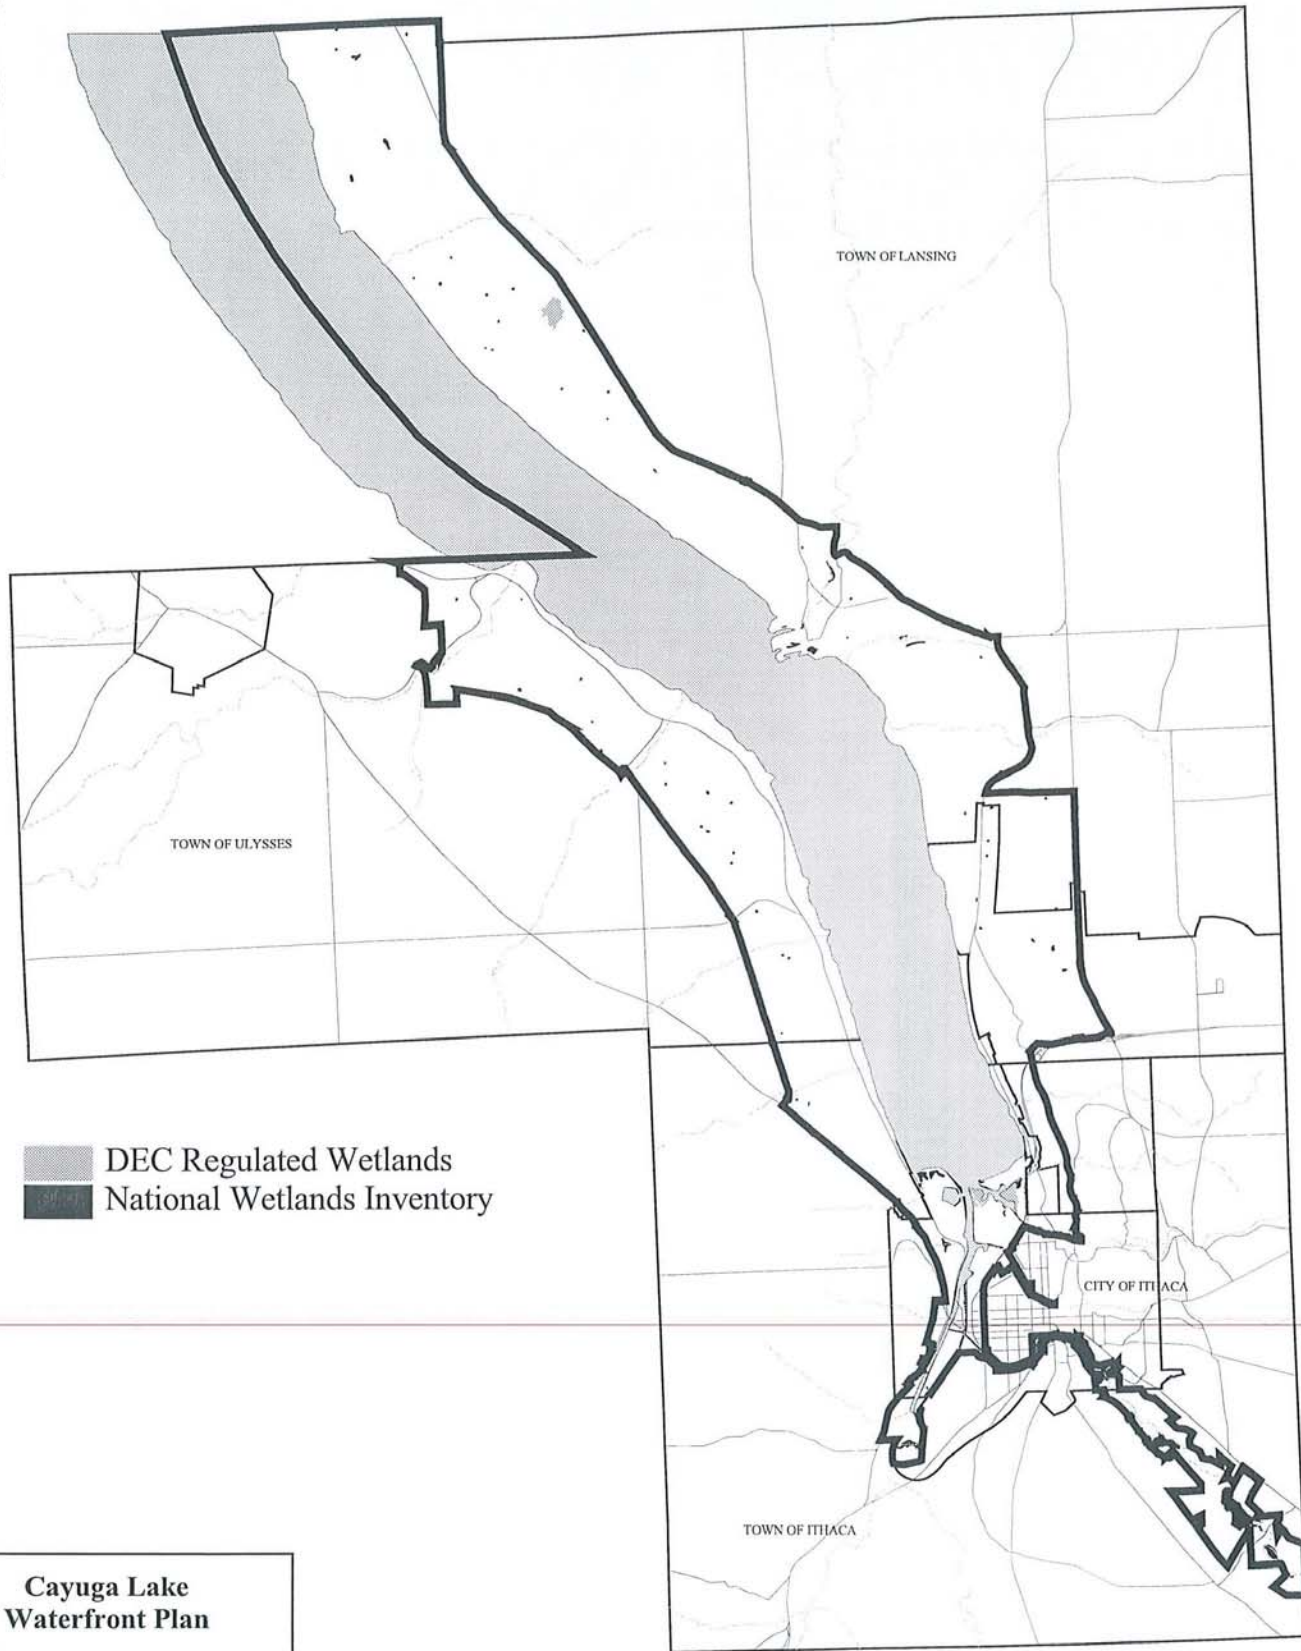 TOWN OF LANSING
TOWN OF ULYSSES
DEC Regulated Wetlands
National Wetlands Inventory
CITY OF ITHACA
TOWN OF ITHACA
Cayuga Lake
Waterfront Plan